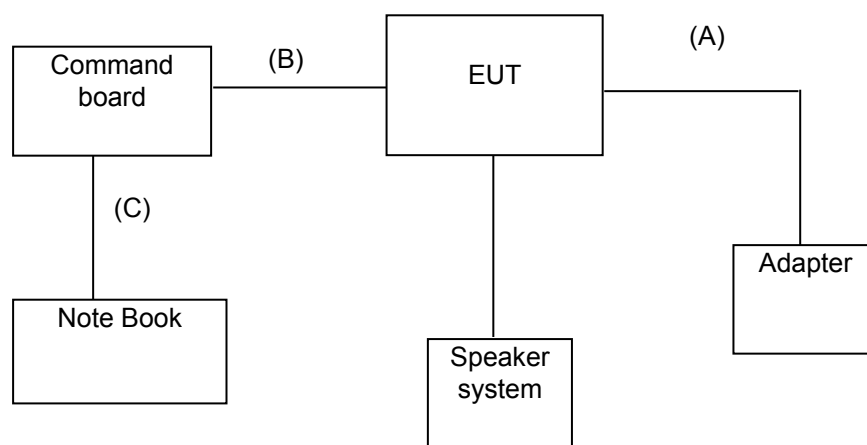 (A)
Command
board
(B)
EUT
(C)
Adapter
Note Book
Speaker
system